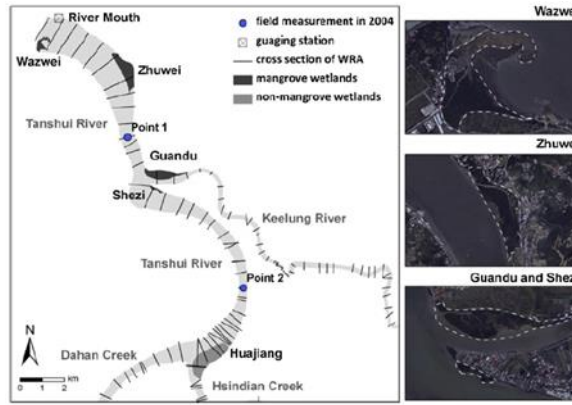 River Mouth
Wazwei
Zhuwei
Tanshui River
Point 1
Guandu
Shezi
Keelung River
Tanshui River
Point 2
N
Huajiang
Dahan Creek
Hsindian Creek
0 1 2 km
field measurement in 2004
guaging station
cross section of WRA
mangrove wetlands
non-mangrove wetlands
Wazwe
Zhuwe
Guandu and Shez